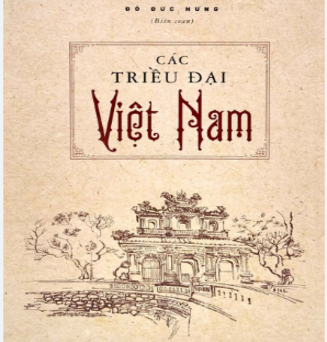 ĐỖ ĐỨC HÙNG
(Biên soạn)
CÁC
TRIỀU ĐẠI
Việt Nam